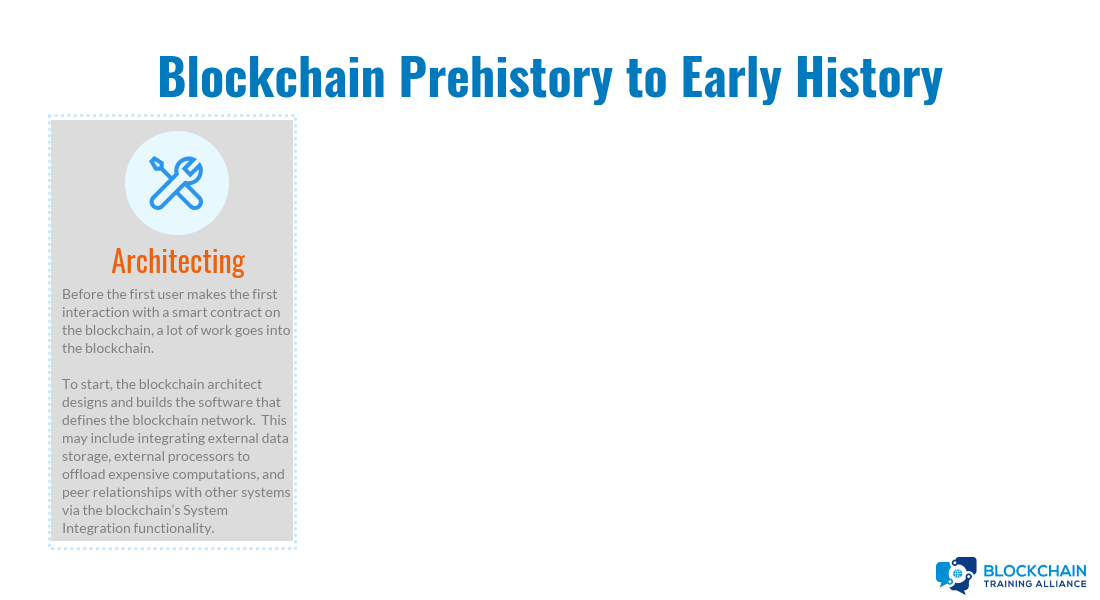 Blockchain Prehistory to Early History
Architecting
Before the first user makes the first
interaction with a smart contract on
the blockchain, a lot of work goes into
the blockchain.
To start, the blockchain architect
designs and builds the software that
defines the blockchain network.  This
may include integrating external data
storage, external processors to
offload expensive computations, and
peer relationships with other systems
via the blockchain's System
Integration functionality.
BLOCKCHAIN
TRAINING ALLIANCE